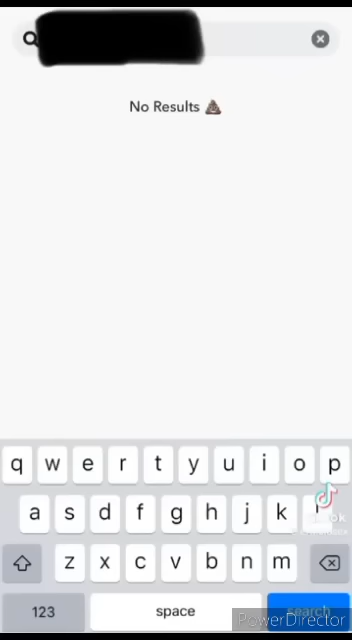 No Results 💩
q w e r t y u i o p
a s d f g h j k
z x c v b n m
123 space search
PowerDirector